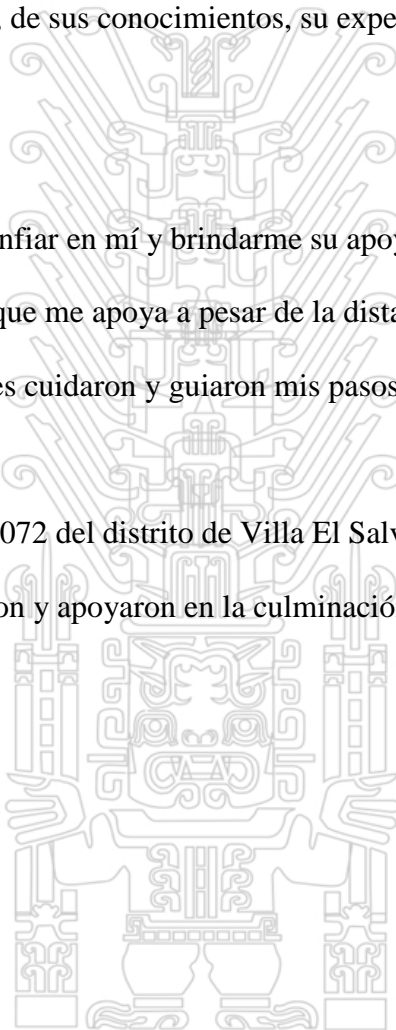 , de sus conocimientos, su expe
nfiar en mí y brindarme su apoy
que me apoya a pesar de la dista
es cuidaron y guiaron mis pasos
072 del distrito de Villa El Salv
on y apoyaron en la culminación